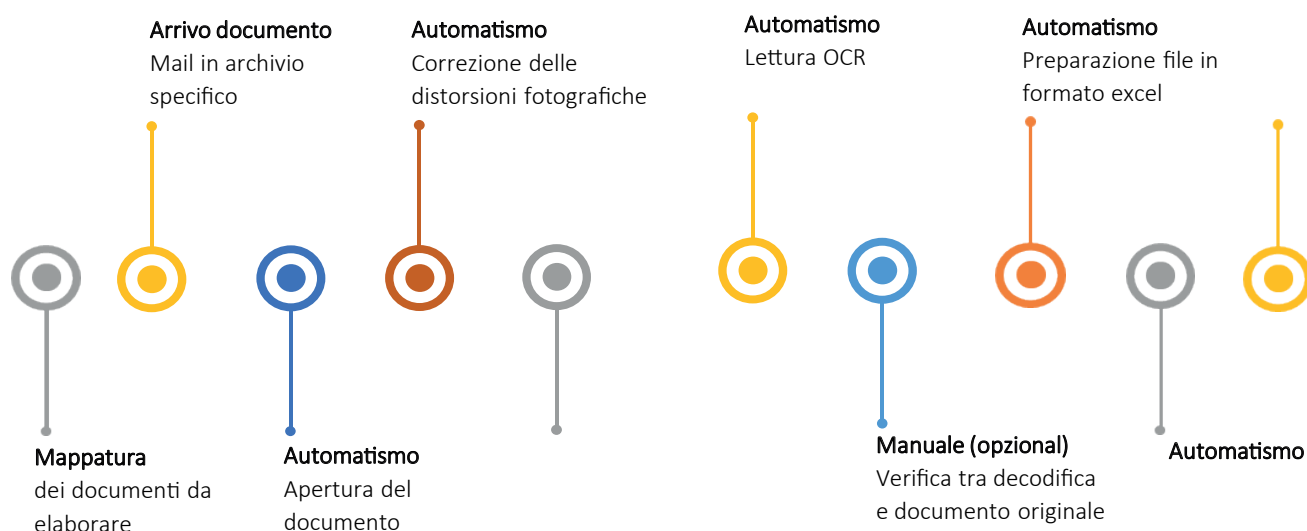 Arrivo documento
Mail in archivio
specifico
Automatismo
Correzione delle
distorsioni fotografiche
Automatismo
Lettura OCR
Automatismo
Preparazione file in
formato excel
Mappatura
dei documenti da
elaborare
Automatismo
Apertura del
documento
Manuale (opzional)
Verifica tra decodifica
e documento originale
Automatismo